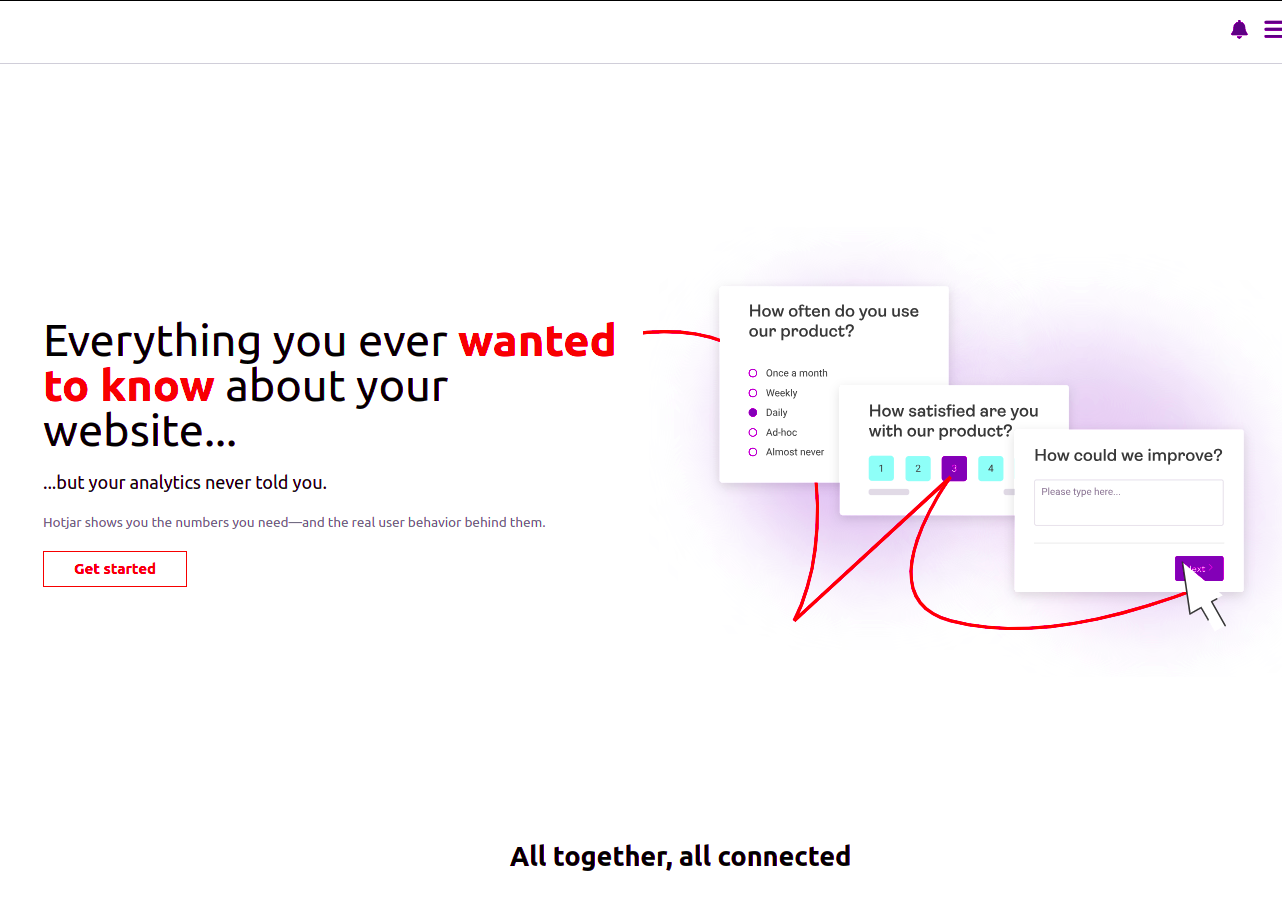 Everything you ever wanted
to know about your
website...
...but your analytics never told you.
Hotjar shows you the numbers you need—and the real user behavior behind them.
Get started
How often do you use
our product?
Once a month
Weekly
Daily
Ad-hoc
Almost never
How satisfied are you
with our product?
1 2 3 4
How could we improve?
Please type here...
All together, all connected